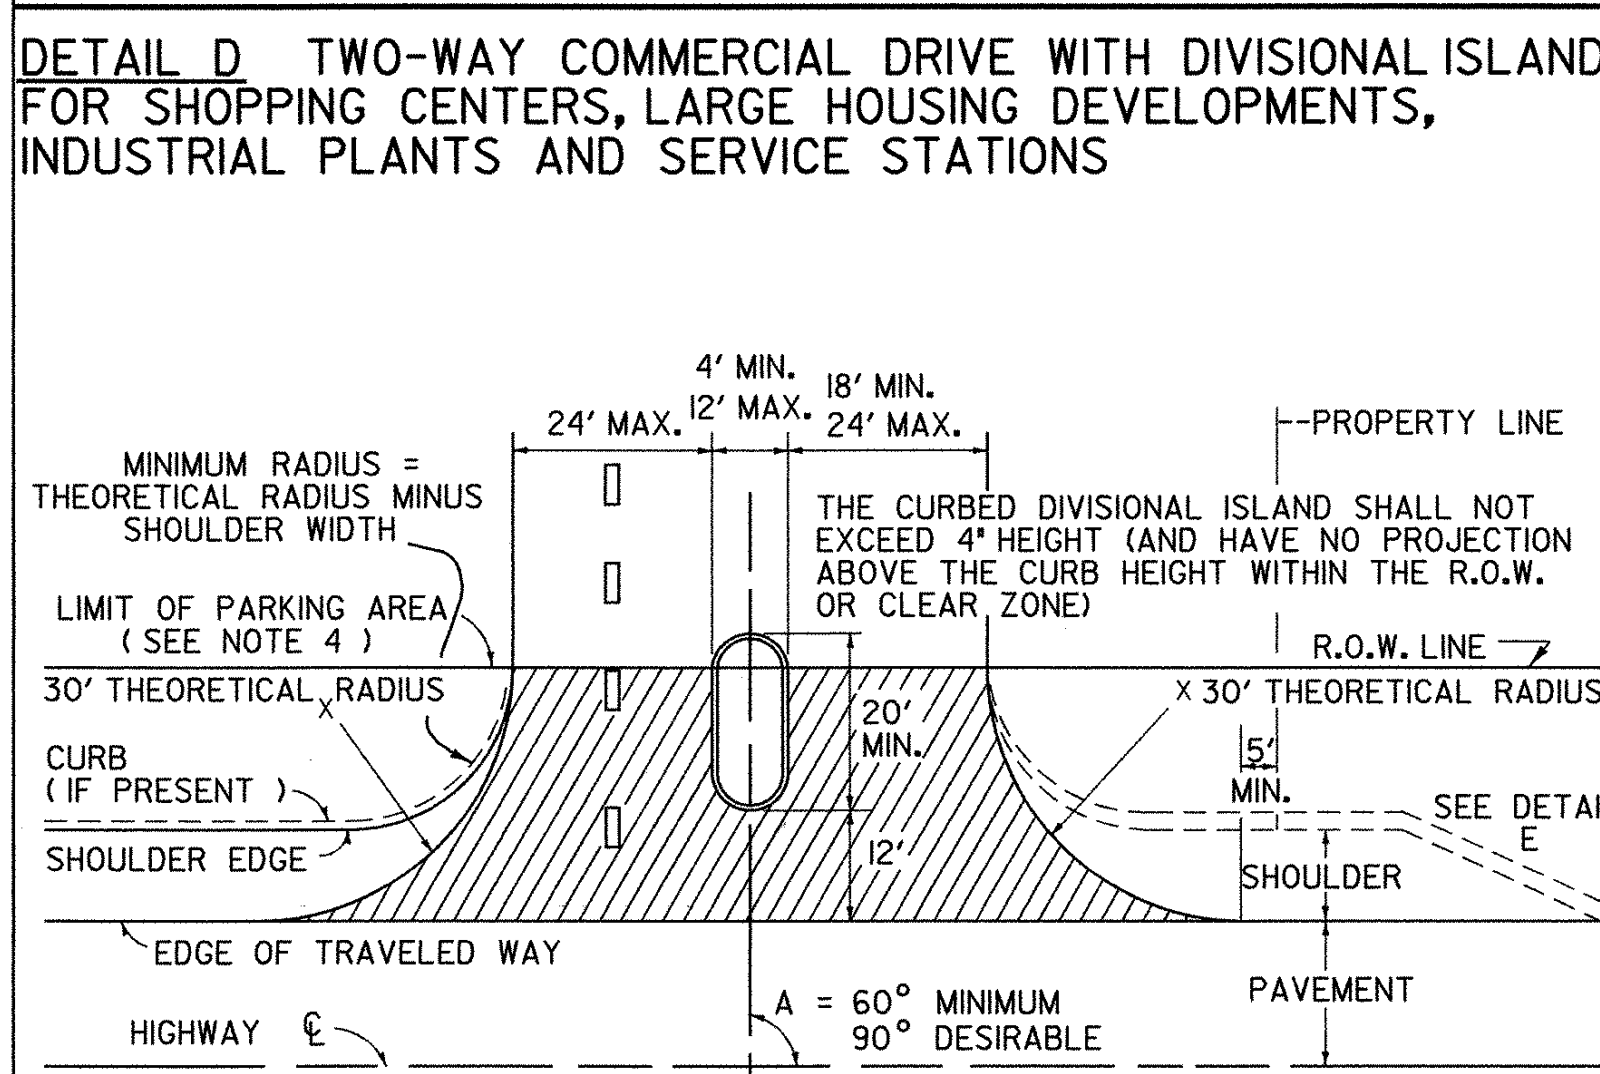 DETAIL D TWO-WAY COMMERCIAL DRIVE WITH DIVISIONAL ISLAND
FOR SHOPPING CENTERS, LARGE HOUSING DEVELOPMENTS,
INDUSTRIAL PLANTS AND SERVICE STATIONS
4' MIN.
12' MAX.
18' MIN.
24' MAX.
24' MAX.
--PROPERTY LINE
MINIMUM RADIUS =
THEORETICAL RADIUS MINUS
SHOULDER WIDTH
THE CURBED DIVISIONAL ISLAND SHALL NOT
EXCEED 4" HEIGHT (AND HAVE NO PROJECTION
ABOVE THE CURB HEIGHT WITHIN THE R.O.W.
OR CLEAR ZONE)
LIMIT OF PARKING AREA
( SEE NOTE 4 )
R.O.W. LINE
30' THEORETICAL RADIUS
X
X 30' THEORETICAL RADIUS
20'
MIN.
5'
MIN.
CURB
( IF PRESENT )
SEE DETAI
E
SHOULDER EDGE
12'
SHOULDER
EDGE OF TRAVELED WAY
PAVEMENT
A = 60° MINIMUM
90° DESIRABLE
HIGHWAY ℄